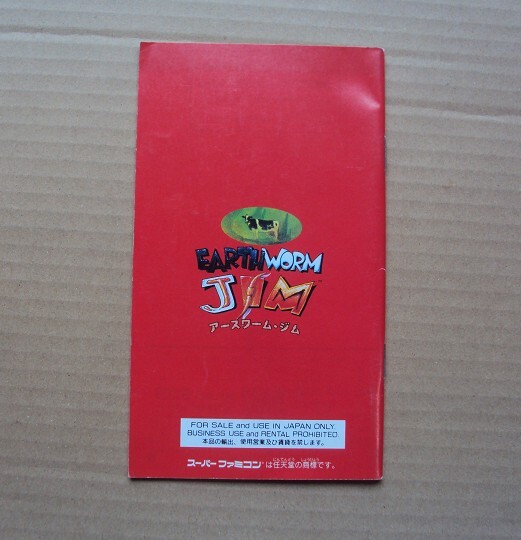 EARTHWORM
JIM™
アースワーム・ジム
FOR SALE and USE IN JAPAN ONLY.
BUSINESS USE and RENTAL PROHIBITED.
本品の輸出、使用営業及び賃貸を禁じます。
スーパーファミコン®は任天堂の商標です。